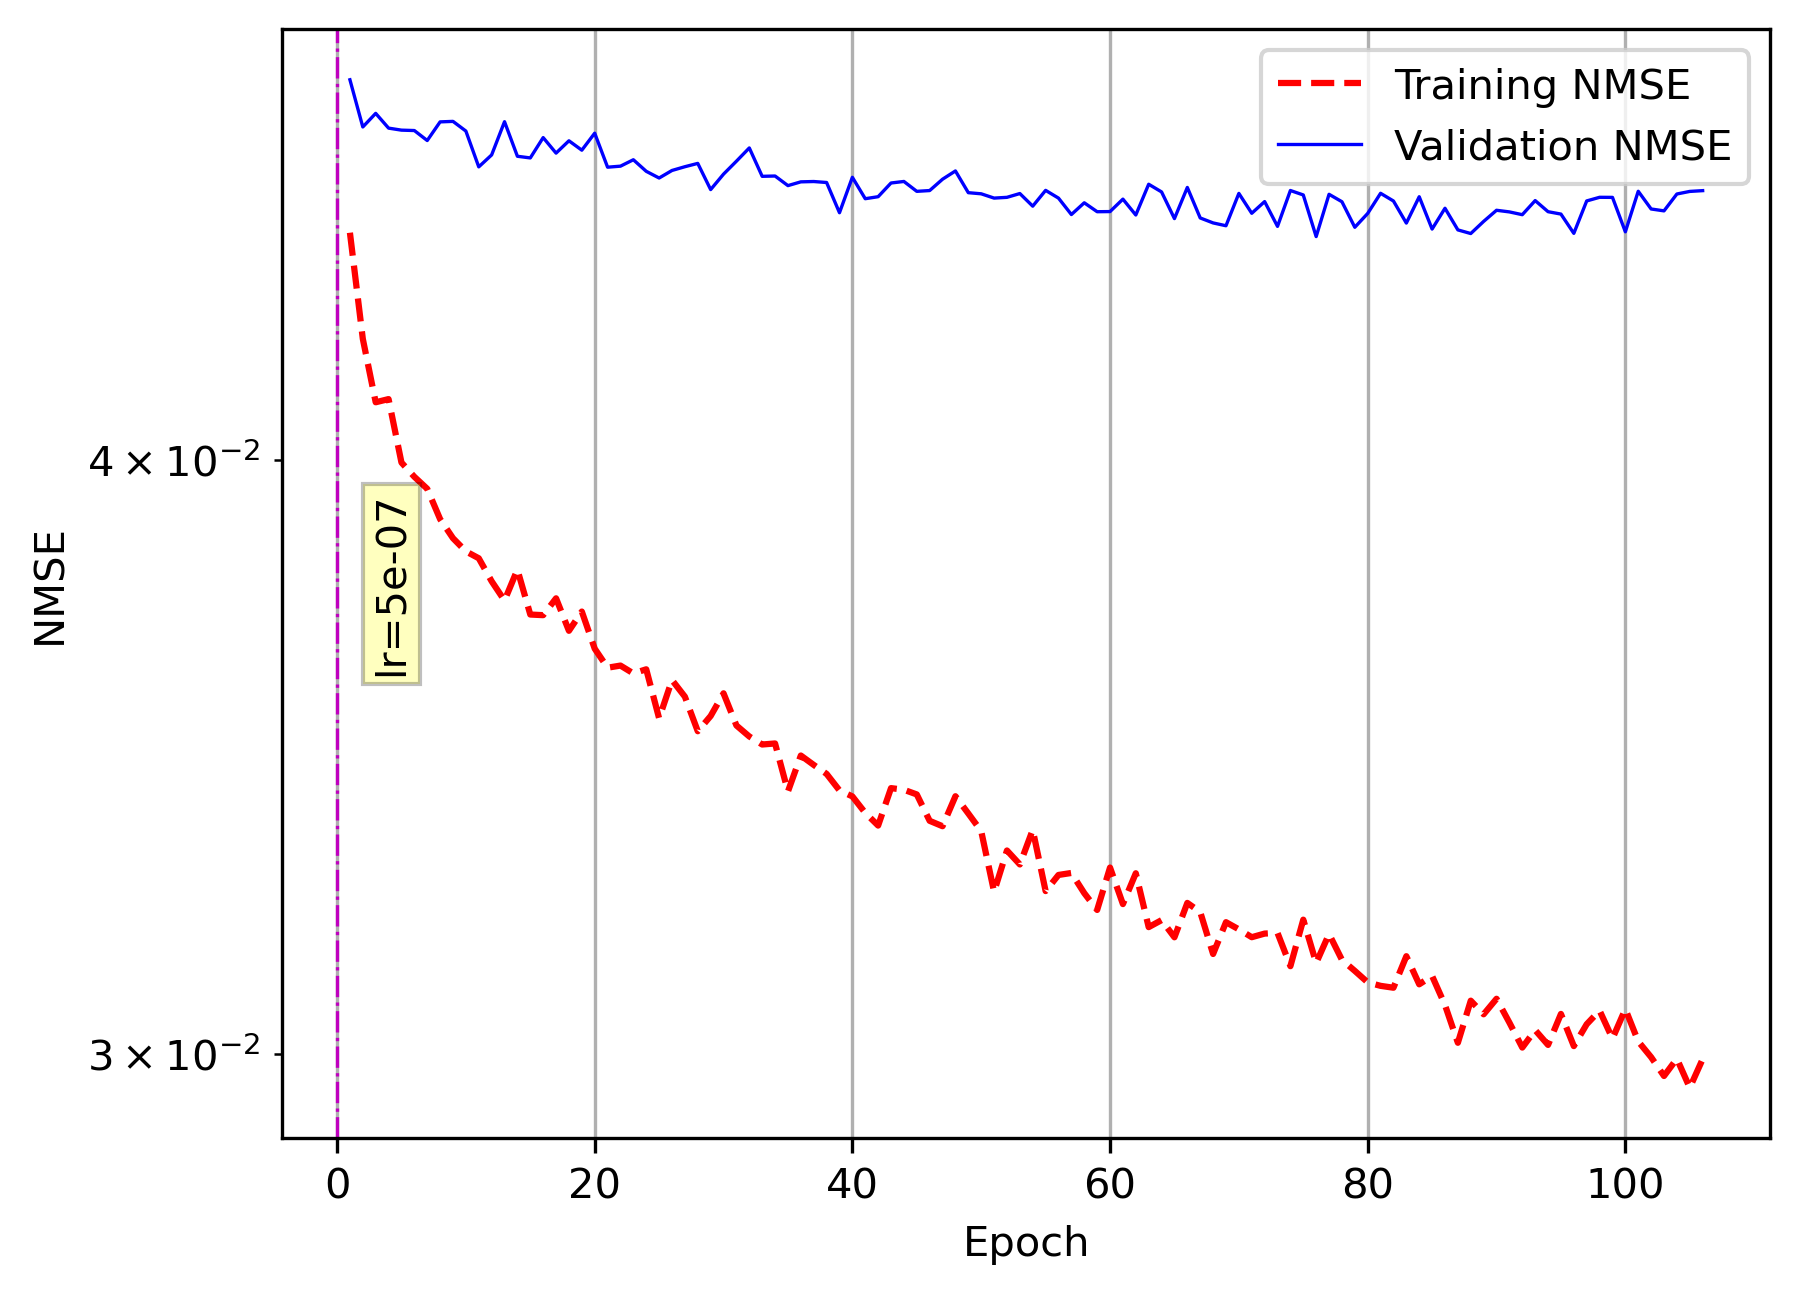 Training NMSE
Validation NMSE
4 × 10⁻²
3 × 10⁻²
NMSE
lr=5e-07
0 20 40 60 80 100
Epoch